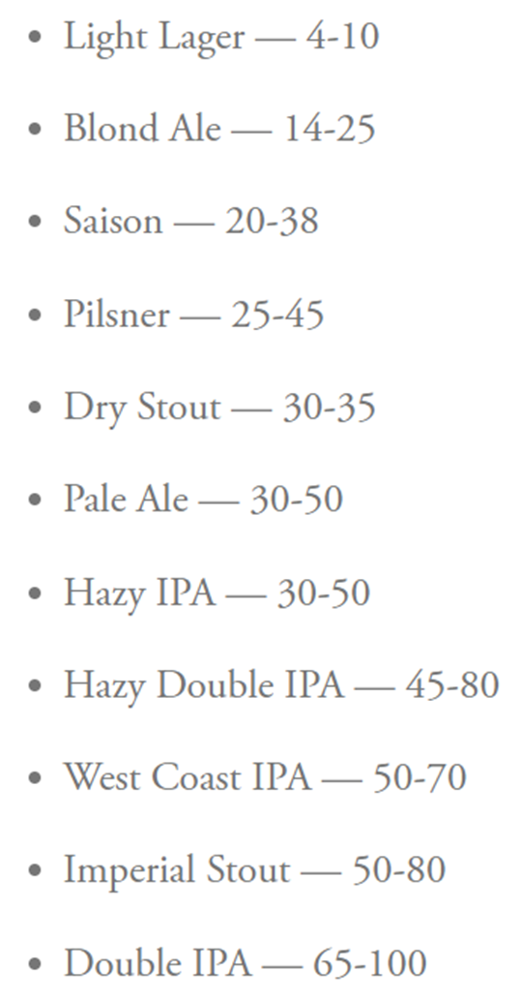 • Light Lager — 4-10
• Blond Ale — 14-25
• Saison — 20-38
• Pilsner — 25-45
• Dry Stout — 30-35
• Pale Ale — 30-50
• Hazy IPA — 30-50
• Hazy Double IPA — 45-80
• West Coast IPA — 50-70
• Imperial Stout — 50-80
• Double IPA — 65-100